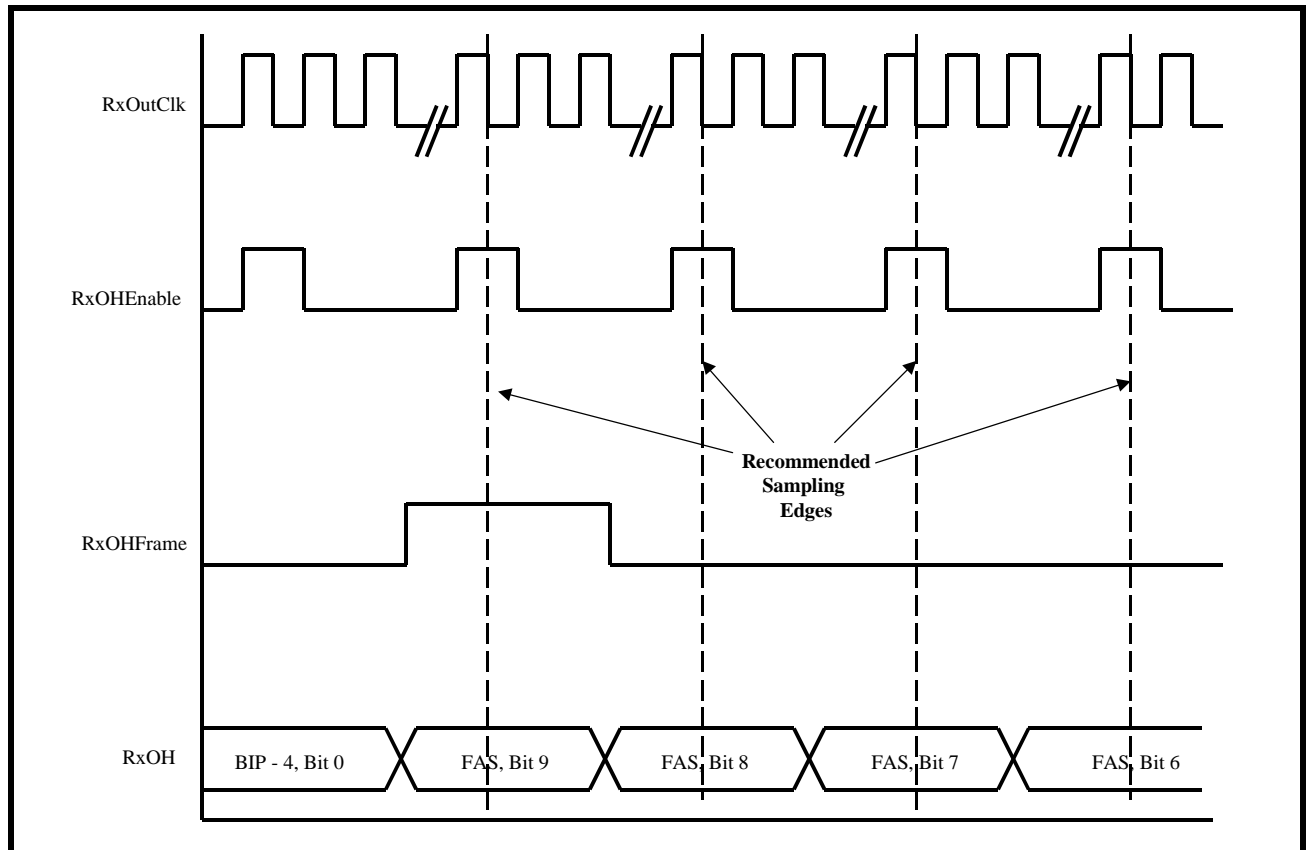 RxOutClk
RxOHEnable
Recommended
Sampling
Edges
RxOHFrame
RxOH
BIP - 4, Bit 0
FAS, Bit 9
FAS, Bit 8
FAS, Bit 7
FAS, Bit 6